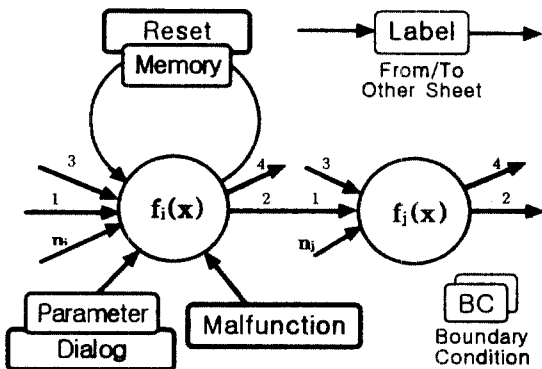 Reset
Memory
Label
From/To
Other Sheet
3
4
3
4
1
fᵢ(x)
2
1
fⱼ(x)
2
nᵢ
nⱼ
Parameter
Dialog
Malfunction
BC
Boundary
Condition